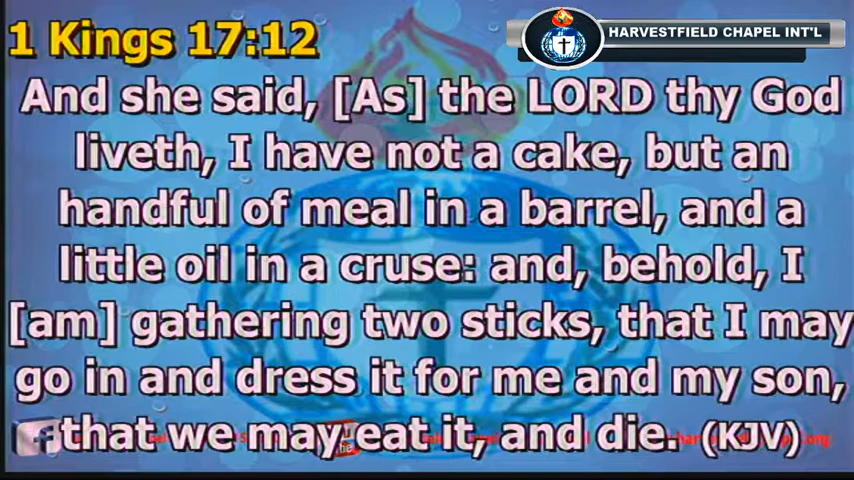 1 Kings 17:12
HARVESTFIELD CHAPEL INT'L
And she said, [As] the LORD thy God
liveth, I have not a cake, but an
handful of meal in a barrel, and a
little oil in a cruse: and, behold, I
[am] gathering two sticks, that I may
go in and dress it for me and my son,
that we may eat it, and die. (KJV)